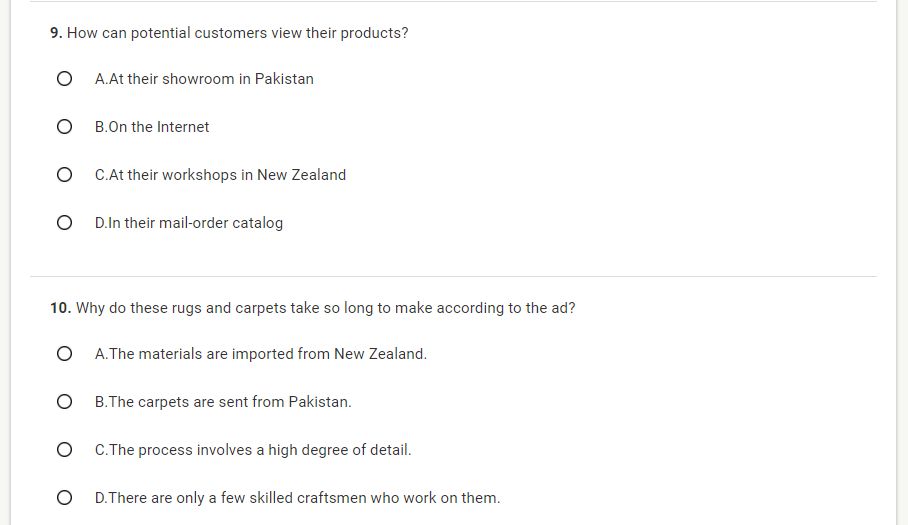 9. How can potential customers view their products?
A.At their showroom in Pakistan
B.On the Internet
C.At their workshops in New Zealand
D.In their mail-order catalog
10. Why do these rugs and carpets take so long to make according to the ad?
A.The materials are imported from New Zealand.
B.The carpets are sent from Pakistan.
C.The process involves a high degree of detail.
D.There are only a few skilled craftsmen who work on them.